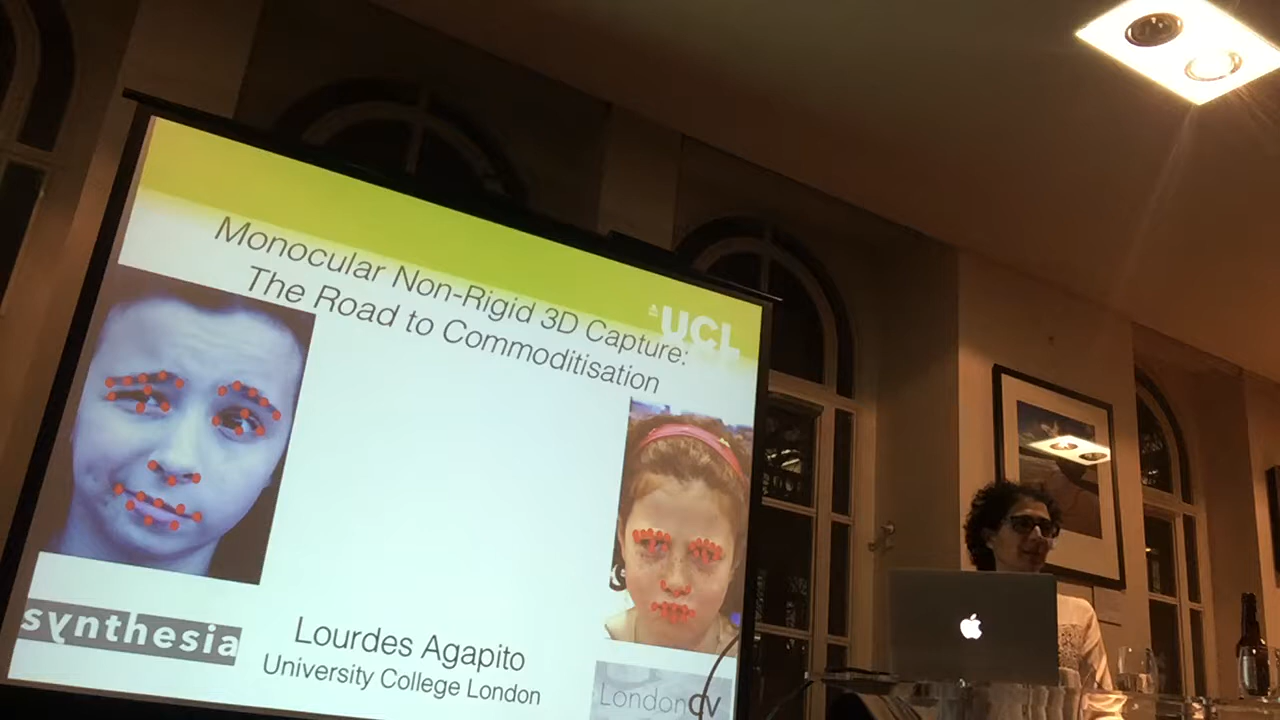 Monocular Non-Rigid 3D Capture:
The Road to Commoditisation
UCL
synthesia
Lourdes Agapito
University College London
LondonCV